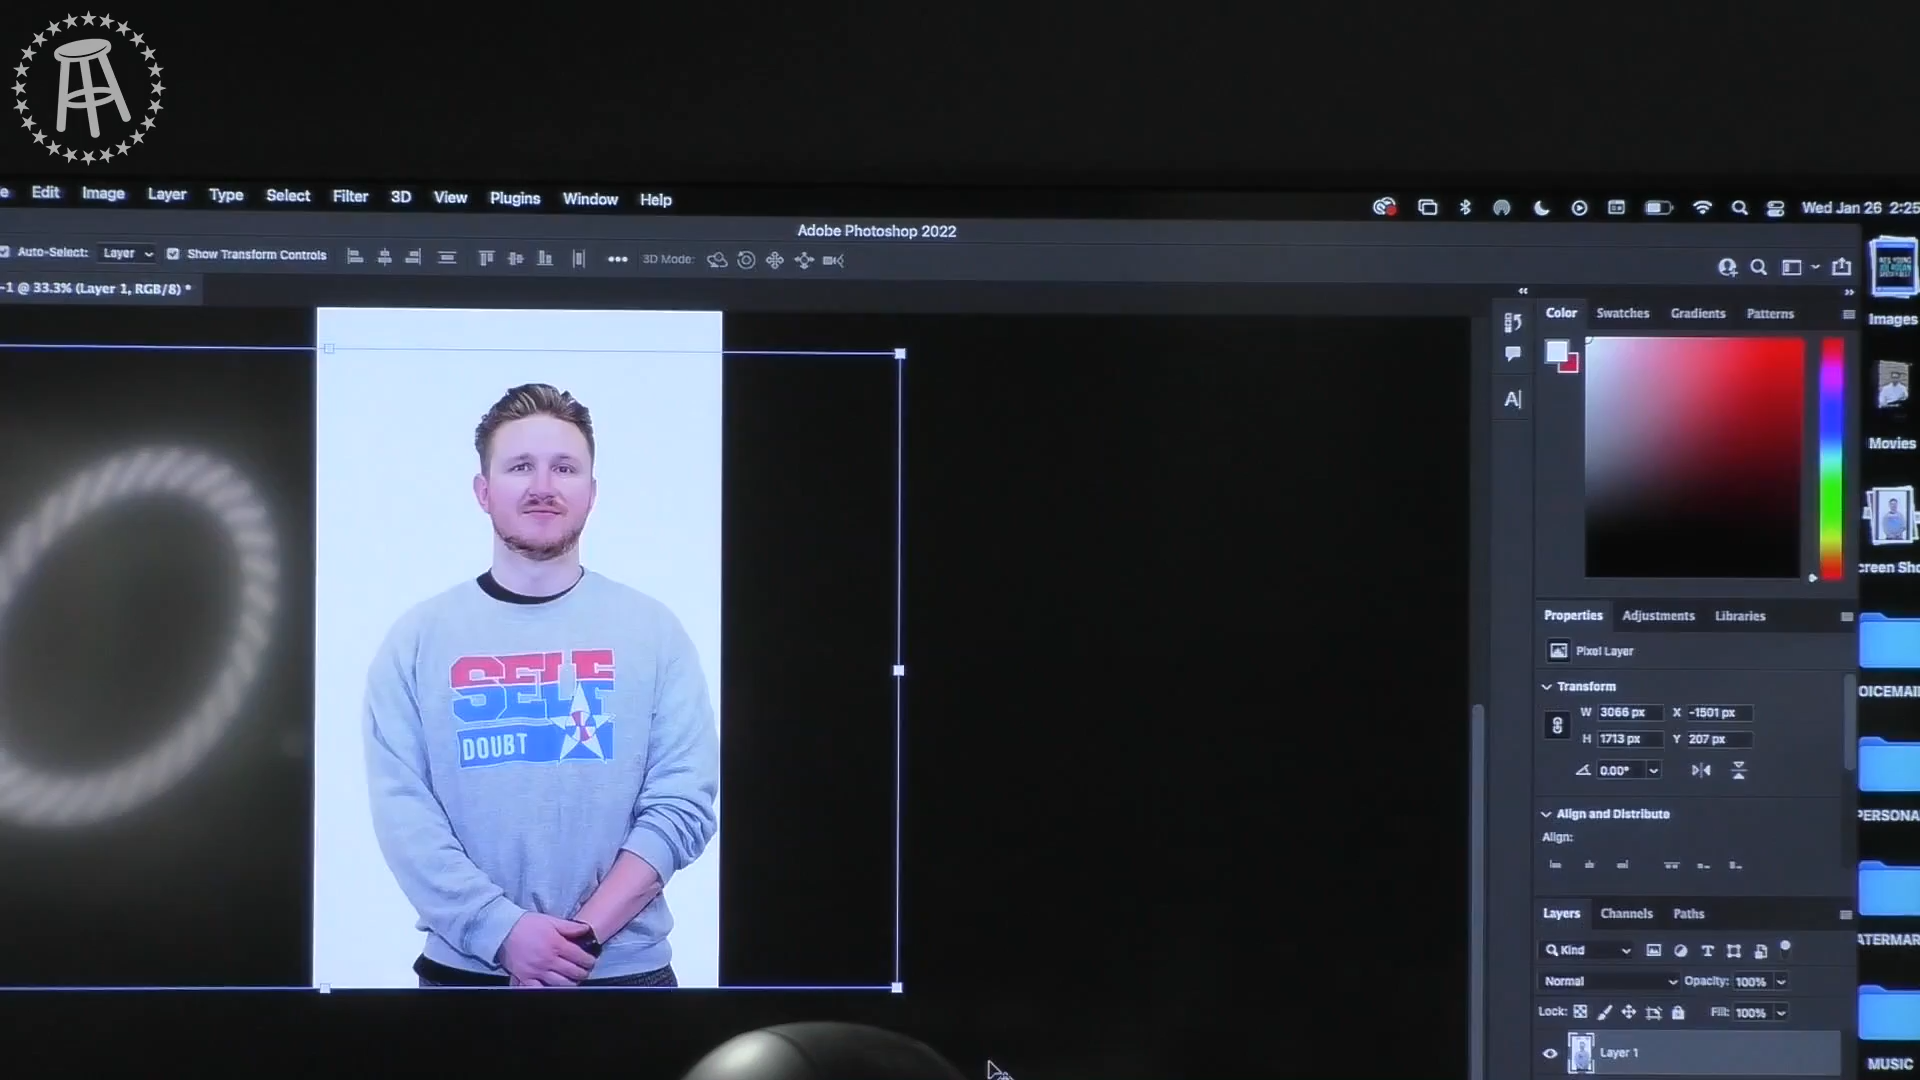 Edit Image Layer Type Select Filter 3D View Plugins Window Help
Wed Jan 26 2:25
Adobe Photoshop 2022
Auto-Select: Layer Show Transform Controls
3D Mode:
-1 @ 33.3% (Layer 1, RGB/8) *
Color Swatches Gradients Patterns
Images
A
Movies
SELF
SELF
DOUBT
Properties Adjustments Libraries
Pixel Layer
Transform
W 3066 px X -1501 px
H 1713 px Y 207 px
0.00°
Align and Distribute
Align:
Layers Channels Paths
Kind
T
Normal Opacity: 100%
Lock: Fill: 100%
Layer 1
MUSIC